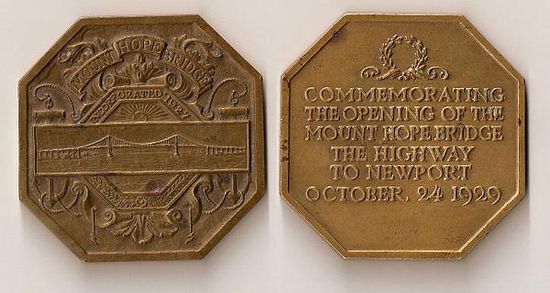 MOUNT HOPE BRIDGE
INCORPORATED 1927
COMMEMORATING
THE OPENING OF THE
MOUNT HOPE BRIDGE
THE HIGHWAY
TO NEWPORT
OCTOBER, 24 1929